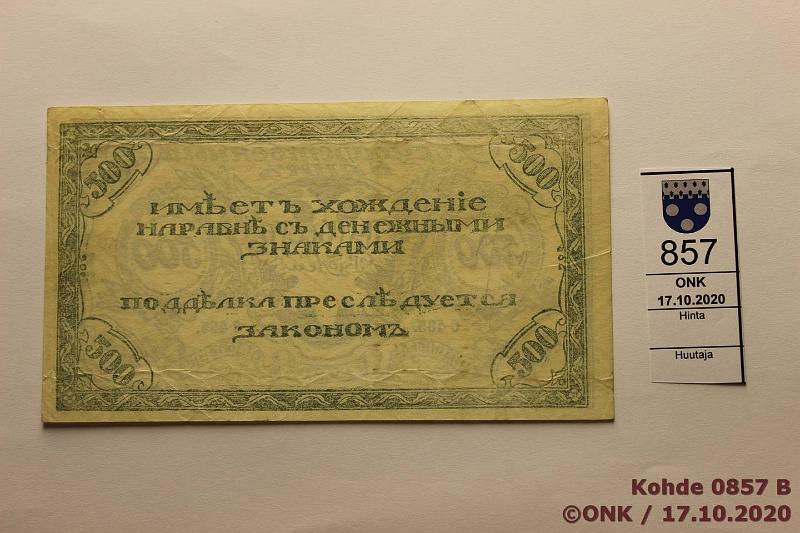 500 500
ИМѢЕТЪ ХОЖДЕНІЕ
НАРАВНѢ СЪ ДЕНЕЖНЫМИ
ЗНАКАМИ
ПОДДѢЛКА ПРЕСЛѢДУЕТСЯ
ЗАКОНОМЪ
500 500
857
ONK
17.10.2020
Hinta
Huutaja
Kohde 0857 B
©ONK / 17.10.2020